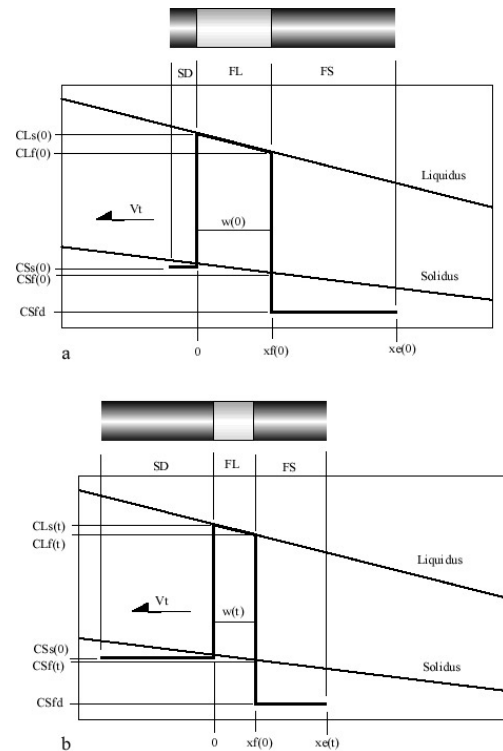 SD FL FS
CLs(0)
CLf(0)
Liquidus
Vt
w(0)
CSs(0)
CSf(0)
Solidus
CSfd
a
0 xf(0) xe(0)
SD FL FS
CLs(t)
CLf(t)
Liquidus
Vt
w(t)
CSs(0)
CSf(t)
Solidus
CSfd
b
0 xf(0) xe(t)